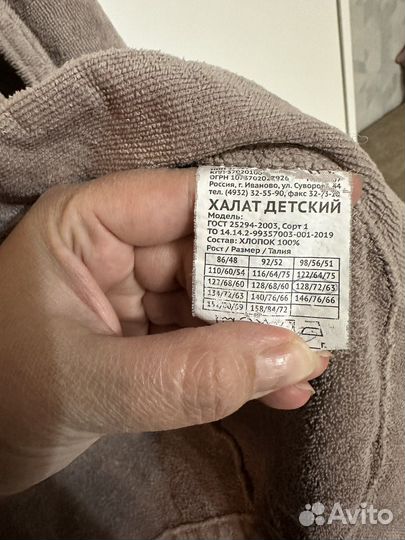 ОГРН 1073702022926
Россия, г. Иваново, ул. Суворова, 44
тел. (4932) 32-55-90, факс 32-73-28
ХАЛАТ ДЕТСКИЙ
Модель:
ГОСТ 25294-2003, Сорт 1
ТО 14.14.2-99357003-001-2019
Состав: ХЛОПОК 100%
Рост / Размер / Талия
86/48 92/52 98/56/51
110/60/54 116/64/75 122/64/75
122/68/60 128/68/60 128/72/63
134/72/63 140/76/66 146/76/66
158/84/72
Avito